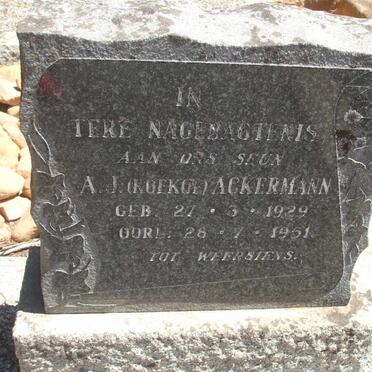 IN
TERE NAGEDAGTENIS
AAN ONS SEUN
A.J. (KOEKOE) ACKERMANN
GEB. 27 · 3 · 1929
OORL. 28 · 7 · 1951
TOT WEERSIENS.